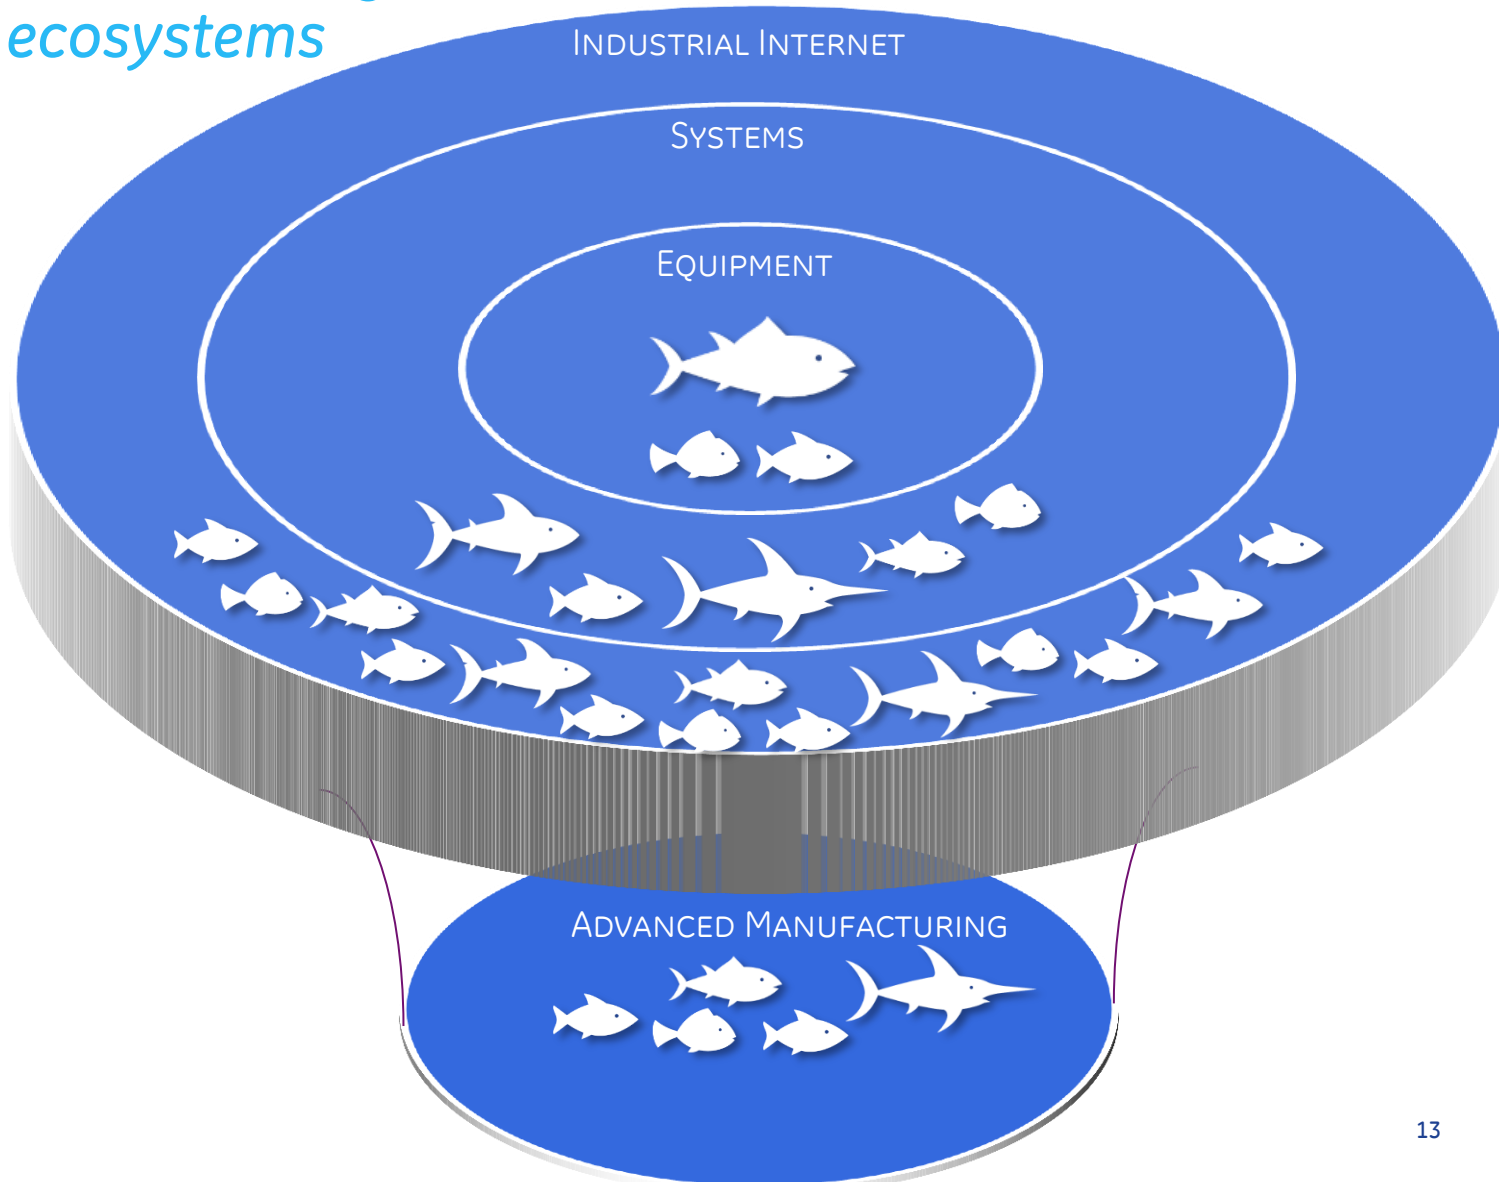 ecosystems
INDUSTRIAL INTERNET
SYSTEMS
EQUIPMENT
ADVANCED MANUFACTURING
13